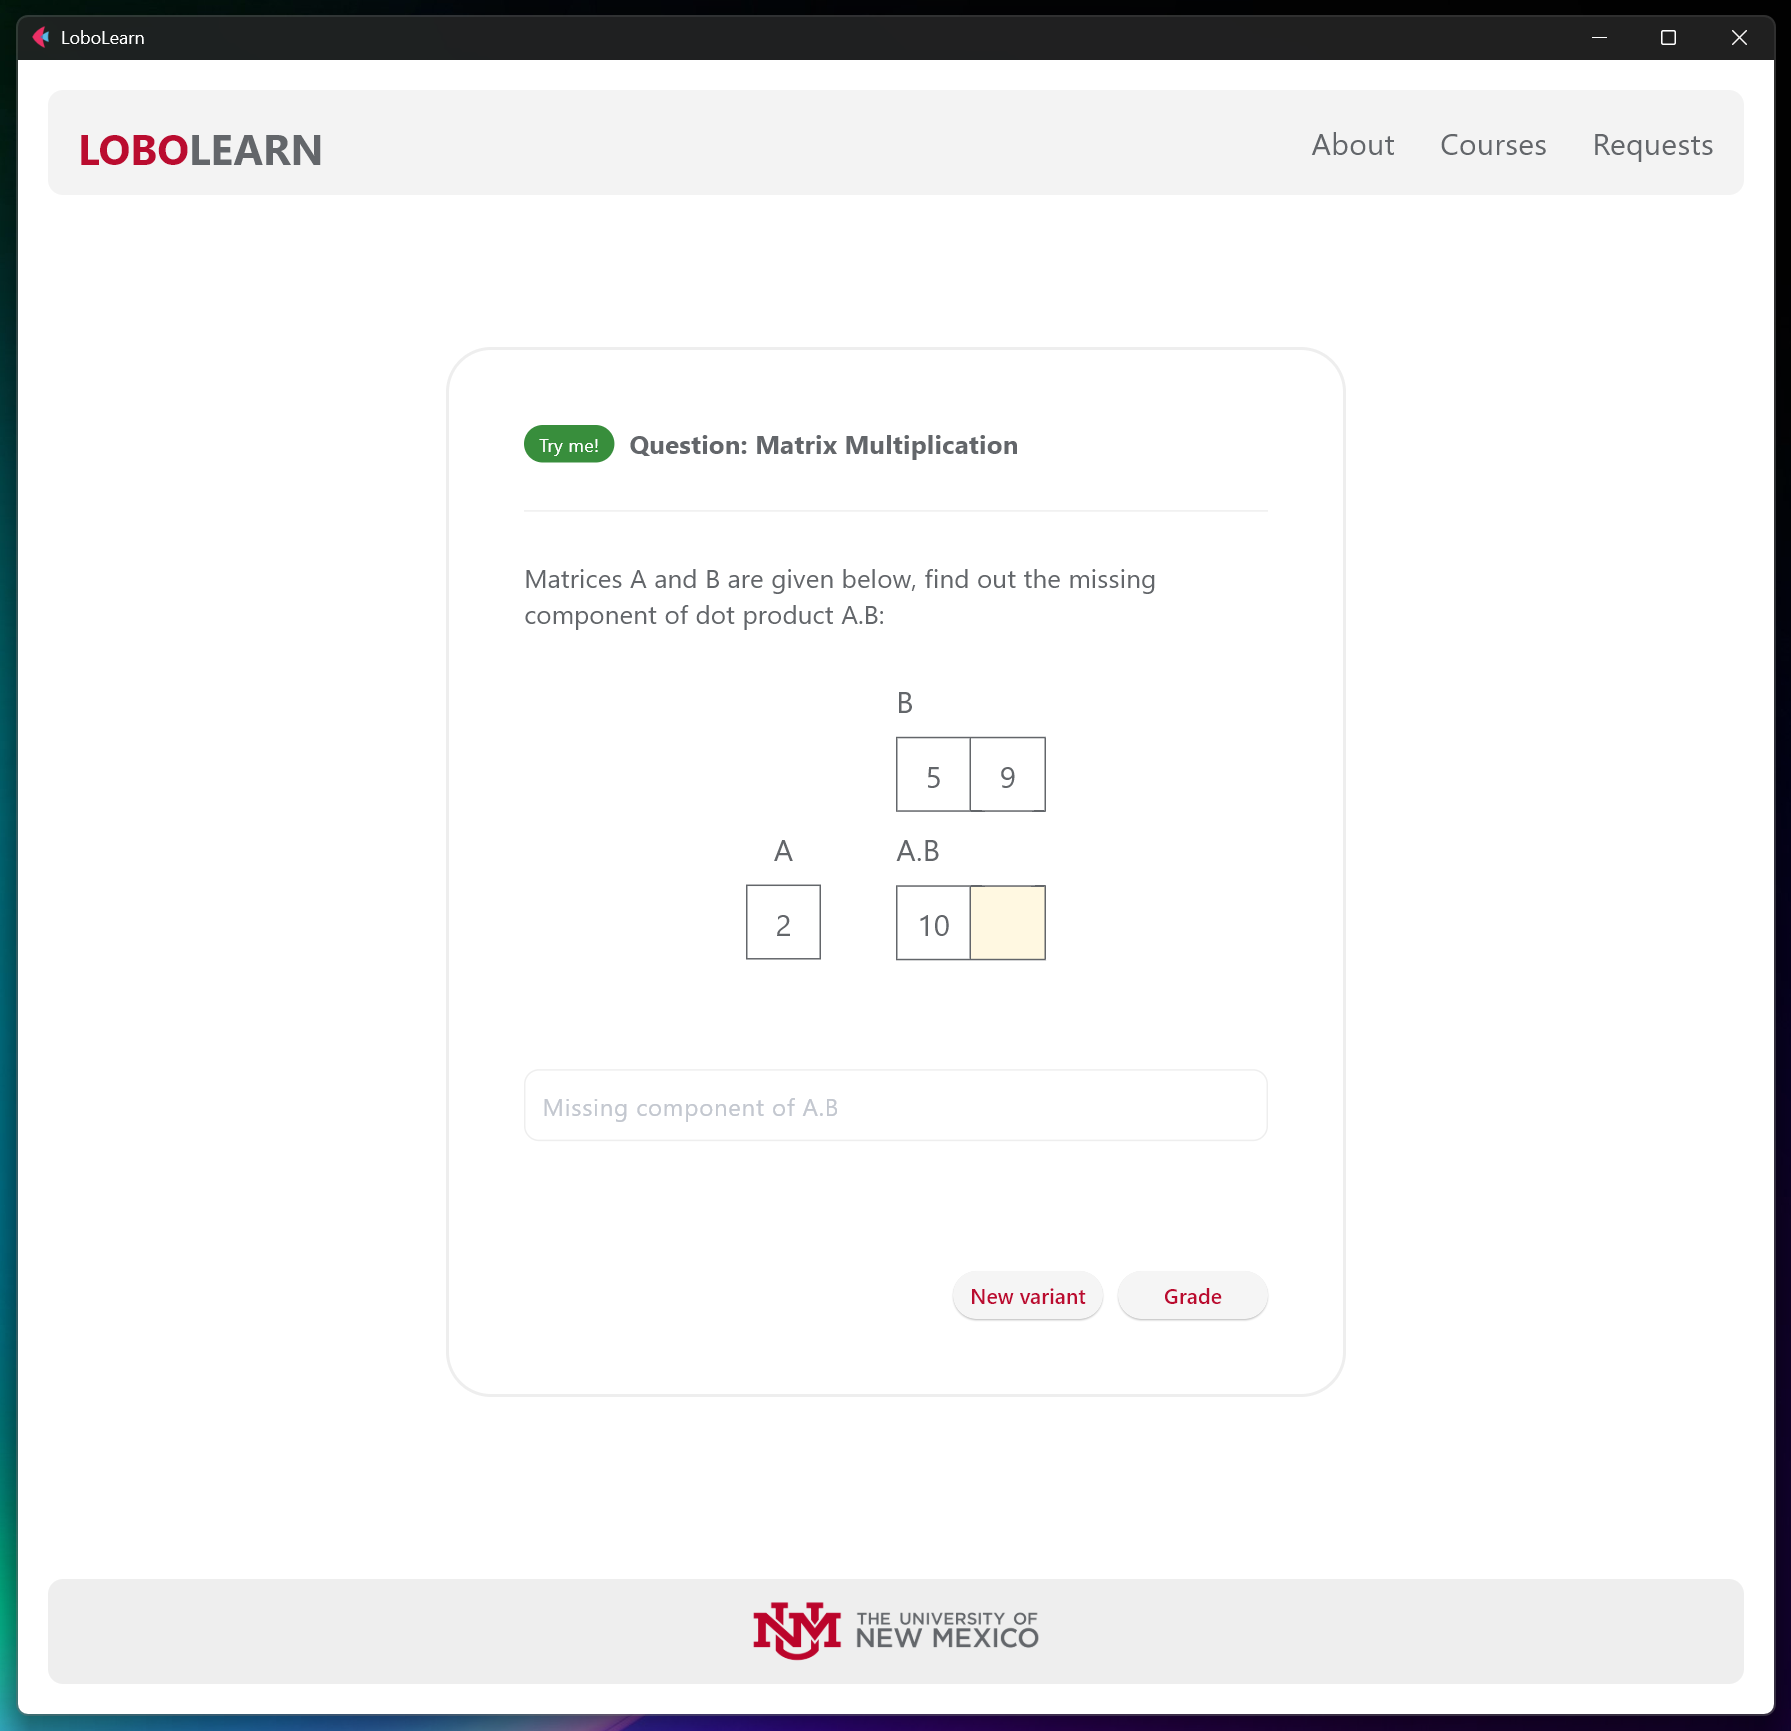 LoboLearn
LOBOLEARN
About Courses Requests
Try me! Question: Matrix Multiplication
Matrices A and B are given below, find out the missing
component of dot product A.B:
B
5 9
A A.B
2 10
Missing component of A.B
New variant Grade
NM THE UNIVERSITY OF
NEW MEXICO